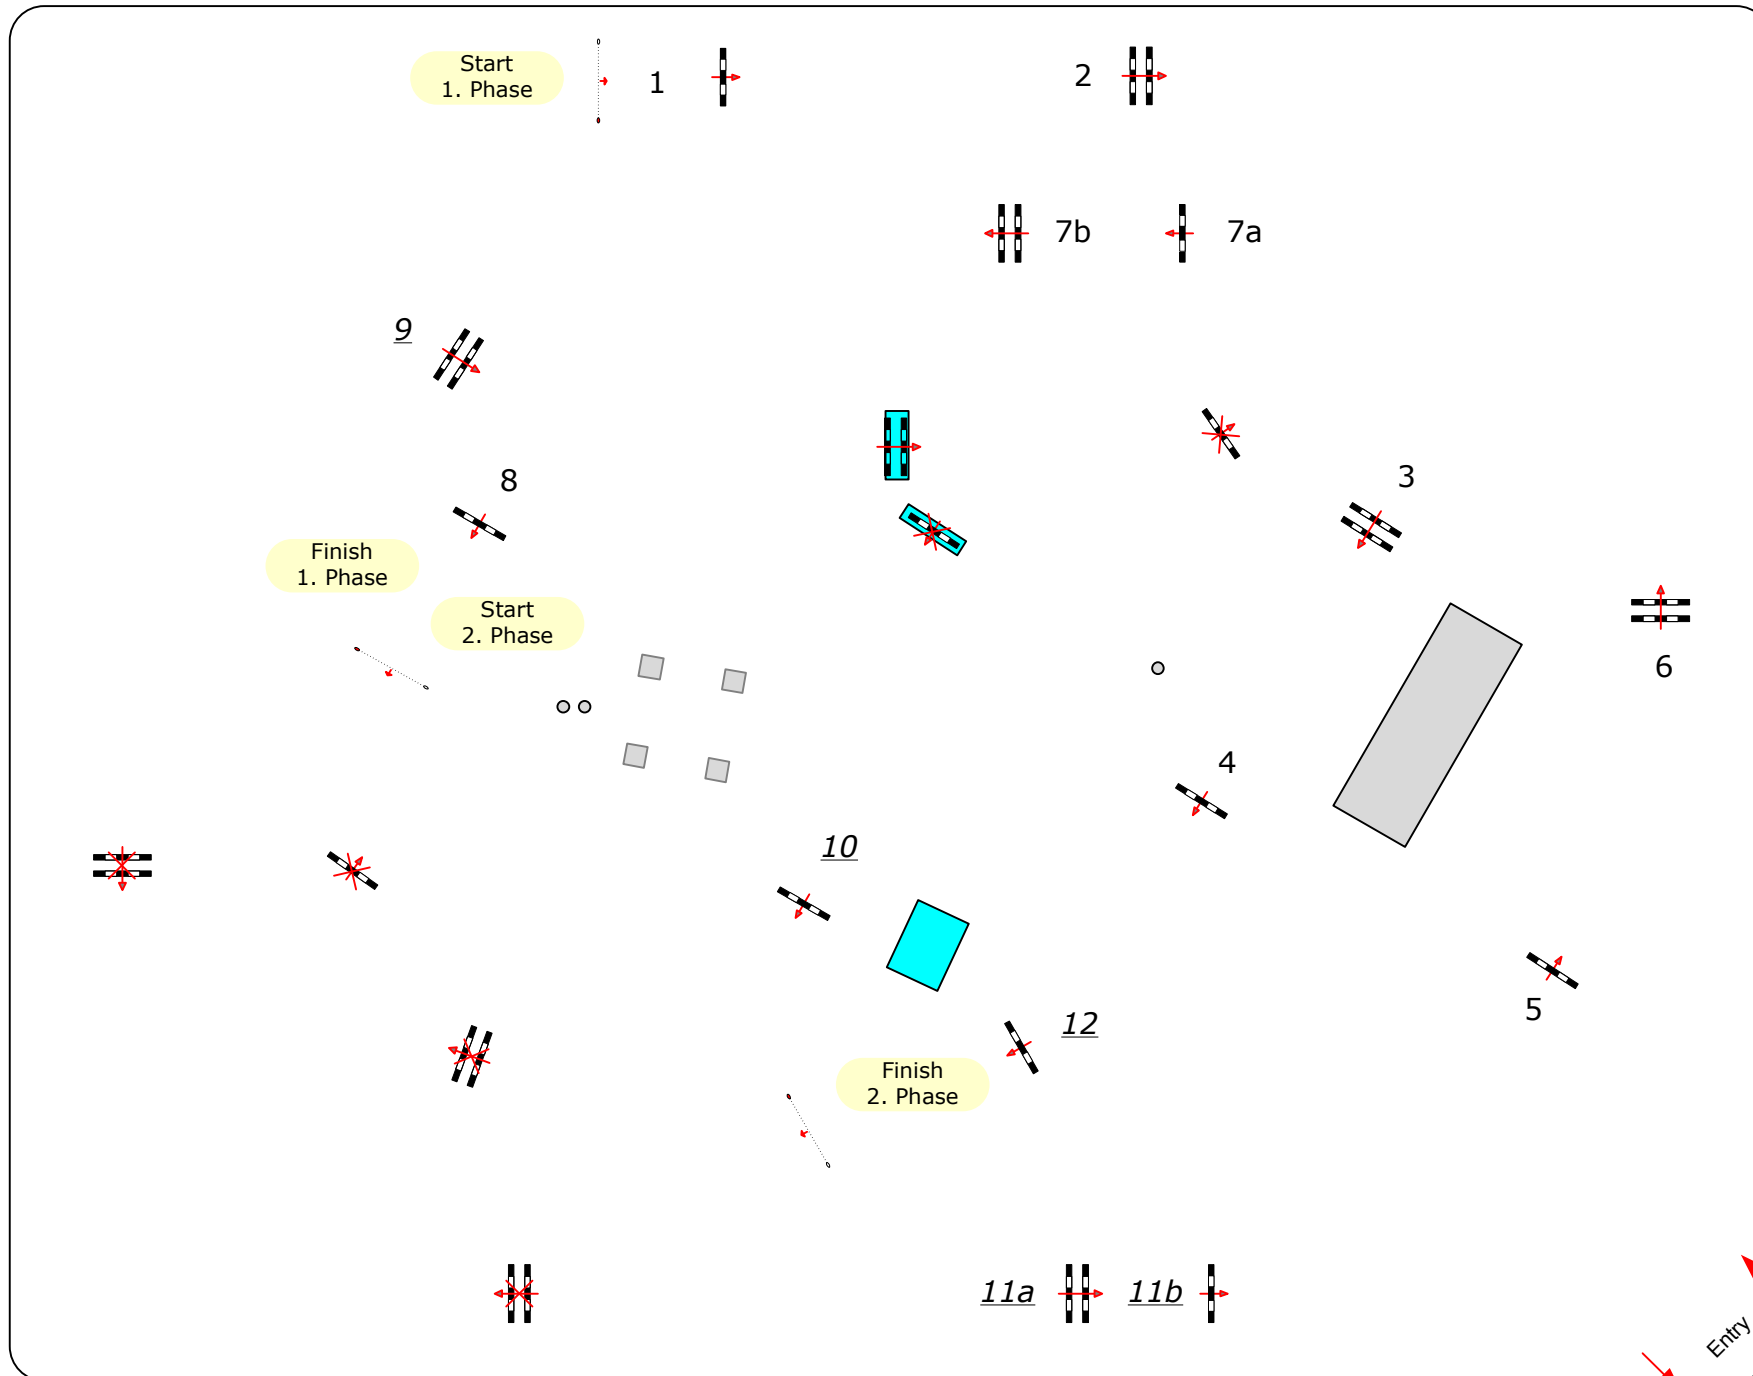 Start
1. Phase
1
2
7b
7a
9
8
3
Finish
1. Phase
Start
2. Phase
6
4
10
5
12
Finish
2. Phase
11a
11b
Entry